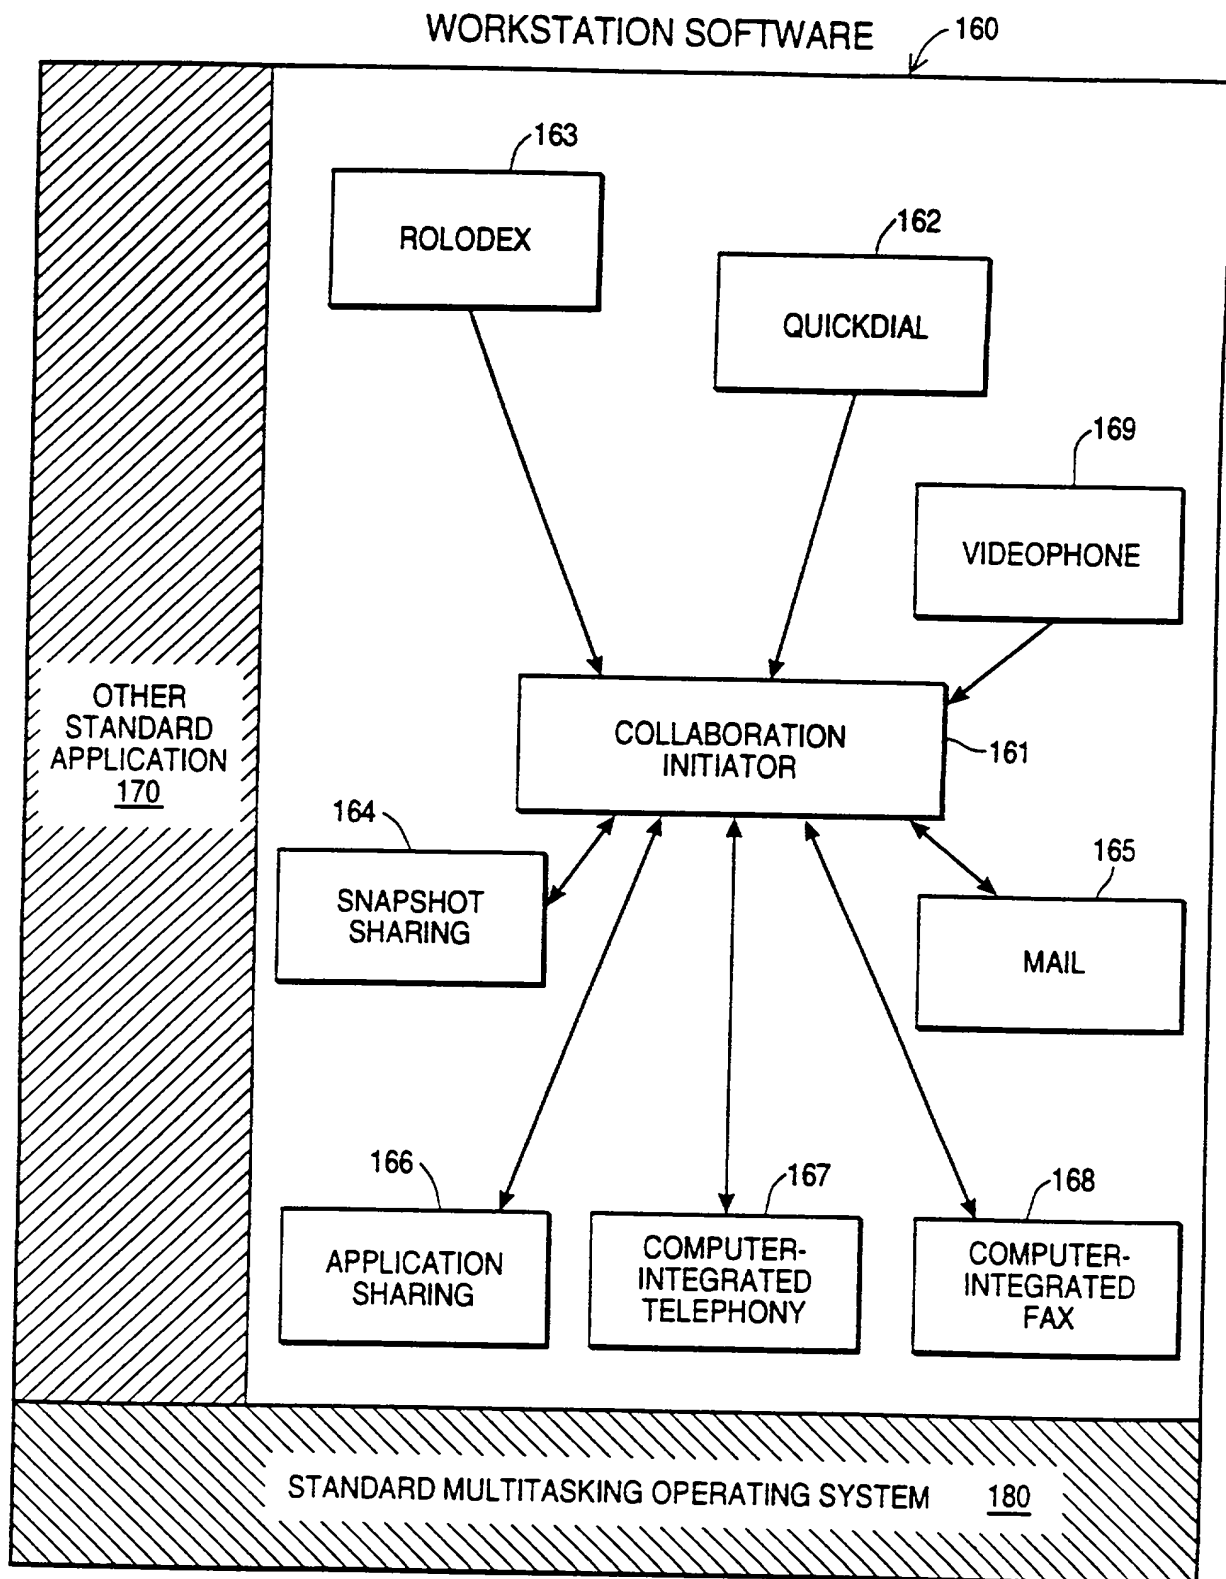 WORKSTATION SOFTWARE
160
163
ROLODEX
162
QUICKDIAL
169
VIDEOPHONE
OTHER
STANDARD
APPLICATION
170
COLLABORATION
INITIATOR
161
164
SNAPSHOT
SHARING
165
MAIL
166
APPLICATION
SHARING
167
COMPUTER-
INTEGRATED
TELEPHONY
168
COMPUTER-
INTEGRATED
FAX
STANDARD MULTITASKING OPERATING SYSTEM 180